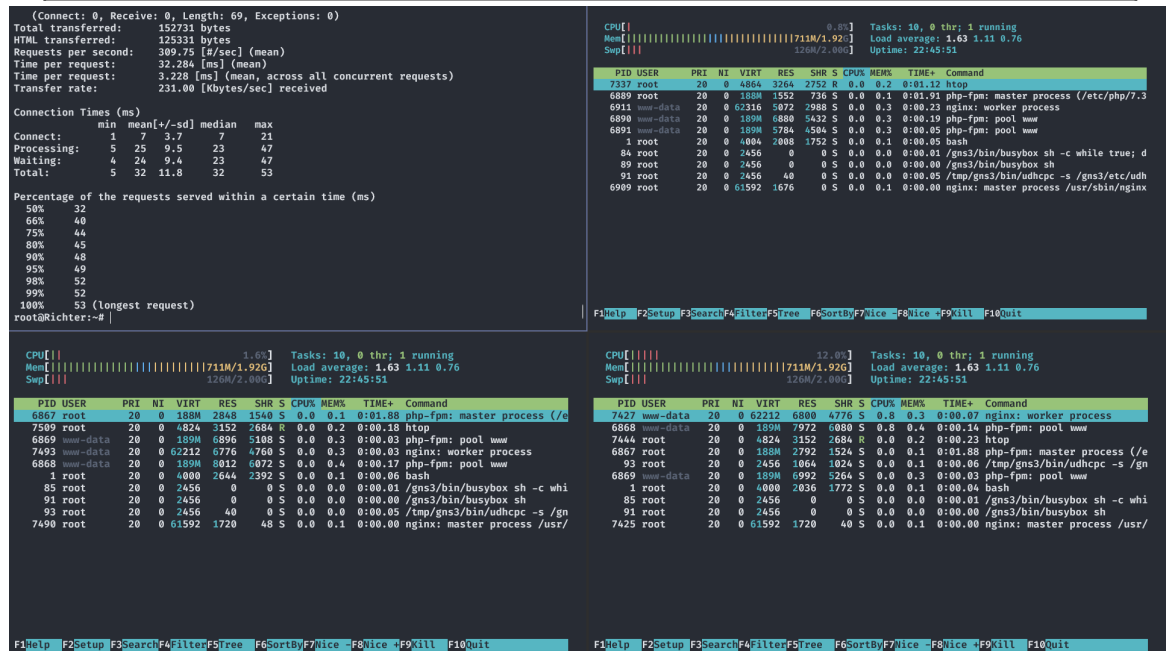 (Connect: 0, Receive: 0, Length: 69, Exceptions: 0)
Total transferred: 152731 bytes
HTML transferred: 125331 bytes
Requests per second: 309.75 [#/sec] (mean)
Time per request: 32.284 [ms] (mean)
Time per request: 3.228 [ms] (mean, across all concurrent requests)
Transfer rate: 231.00 [Kbytes/sec] received
Connection Times (ms)
min mean[+/-sd] median max
Connect: 1 7 3.7 7 21
Processing: 5 25 9.5 23 47
Waiting: 4 24 9.4 23 47
Total: 5 32 11.8 32 53
Percentage of the requests served within a certain time (ms)
50% 32
66% 40
75% 44
80% 45
90% 48
95% 49
98% 52
99% 52
100% 53 (longest request)
root@Richter:~#
CPU[| 0.8%] Tasks: 10, 0 thr; 1 running
Mem[||||||||||||||||||||||||||||711M/1.92G] Load average: 1.63 1.11 0.76
Swp[||| 126M/2.00G] Uptime: 22:45:51
PID USER PRI NI VIRT RES SHR S CPU% MEM% TIME+ Command
7337 root 20 0 4864 3264 2752 R 0.0 0.2 0:01.12 htop
6889 root 20 0 188M 1552 736 S 0.0 0.1 0:01.91 php-fpm: master process (/etc/php/7.3
6911 www-data 20 0 62316 5072 2988 S 0.0 0.3 0:00.23 nginx: worker process
6890 www-data 20 0 189M 6880 5432 S 0.0 0.3 0:00.19 php-fpm: pool www
6891 www-data 20 0 189M 5784 4504 S 0.0 0.3 0:00.05 php-fpm: pool www
1 root 20 0 4004 2008 1752 S 0.0 0.1 0:00.05 bash
84 root 20 0 2456 0 0 S 0.0 0.0 0:00.01 /gns3/bin/busybox sh -c while true; d
89 root 20 0 2456 0 0 S 0.0 0.0 0:00.00 /gns3/bin/busybox sh
91 root 20 0 2456 40 0 S 0.0 0.0 0:00.05 /tmp/gns3/bin/udhcpc -s /gns3/etc/udh
6909 root 20 0 61592 1676 0 S 0.0 0.1 0:00.00 nginx: master process /usr/sbin/nginx
F1Help F2Setup F3SearchF4FilterF5Tree F6SortByF7Nice -F8Nice +F9Kill F10Quit
CPU[|| 1.6%] Tasks: 10, 0 thr; 1 running
Mem[||||||||||||||||||||||||||||711M/1.92G] Load average: 1.63 1.11 0.76
Swp[||| 126M/2.00G] Uptime: 22:45:51
PID USER PRI NI VIRT RES SHR S CPU% MEM% TIME+ Command
6867 root 20 0 188M 2848 1540 S 0.0 0.1 0:01.88 php-fpm: master process (/e
7509 root 20 0 4824 3152 2684 R 0.0 0.2 0:00.18 htop
6869 www-data 20 0 189M 6896 5108 S 0.0 0.3 0:00.03 php-fpm: pool www
7493 www-data 20 0 62212 6776 4760 S 0.0 0.3 0:00.03 nginx: worker process
6868 www-data 20 0 189M 8012 6072 S 0.0 0.4 0:00.17 php-fpm: pool www
1 root 20 0 4000 2644 2392 S 0.0 0.1 0:00.06 bash
85 root 20 0 2456 0 0 S 0.0 0.0 0:00.01 /gns3/bin/busybox sh -c whi
91 root 20 0 2456 0 0 S 0.0 0.0 0:00.00 /gns3/bin/busybox sh
93 root 20 0 2456 40 0 S 0.0 0.0 0:00.05 /tmp/gns3/bin/udhcpc -s /gn
7490 root 20 0 61592 1720 48 S 0.0 0.1 0:00.00 nginx: master process /usr/
F1Help F2Setup F3SearchF4FilterF5Tree F6SortByF7Nice -F8Nice +F9Kill F10Quit
CPU[||||| 12.0%] Tasks: 10, 0 thr; 1 running
Mem[||||||||||||||||||||||||||||711M/1.92G] Load average: 1.63 1.11 0.76
Swp[||| 126M/2.00G] Uptime: 22:45:51
PID USER PRI NI VIRT RES SHR S CPU% MEM% TIME+ Command
7427 www-data 20 0 62212 6800 4776 S 0.8 0.3 0:00.07 nginx: worker process
6868 www-data 20 0 189M 7972 6080 S 0.8 0.4 0:00.14 php-fpm: pool www
7444 root 20 0 4824 3152 2684 R 0.0 0.2 0:00.23 htop
6867 root 20 0 188M 2792 1524 S 0.0 0.1 0:01.88 php-fpm: master process (/e
93 root 20 0 2456 1064 1024 S 0.0 0.1 0:00.06 /tmp/gns3/bin/udhcpc -s /gn
6869 www-data 20 0 189M 6992 5264 S 0.0 0.3 0:00.03 php-fpm: pool www
1 root 20 0 4000 2036 1772 S 0.0 0.1 0:00.04 bash
85 root 20 0 2456 0 0 S 0.0 0.0 0:00.01 /gns3/bin/busybox sh -c whi
91 root 20 0 2456 0 0 S 0.0 0.0 0:00.00 /gns3/bin/busybox sh
7425 root 20 0 61592 1720 40 S 0.0 0.1 0:00.00 nginx: master process /usr/
F1Help F2Setup F3SearchF4FilterF5Tree F6SortByF7Nice -F8Nice +F9Kill F10Quit